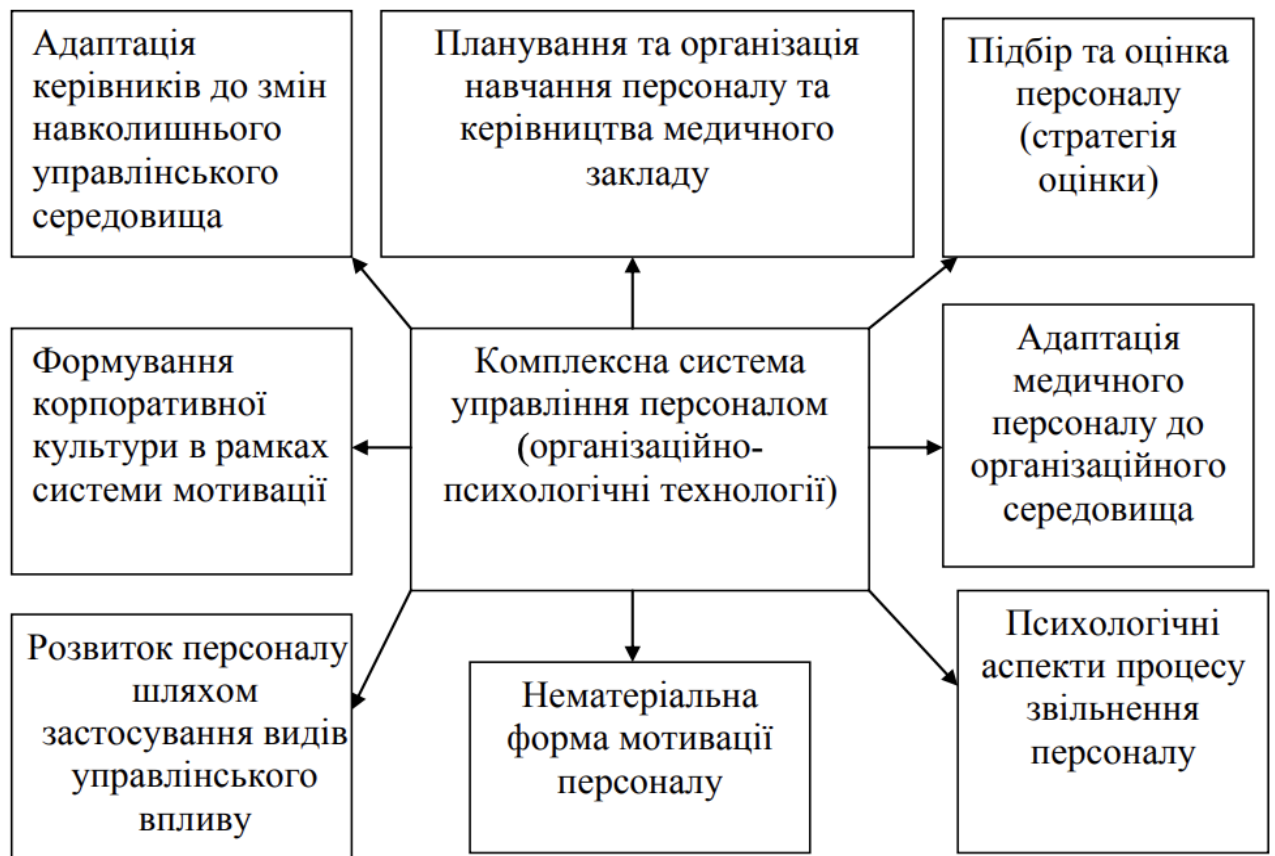 Адаптація
керівників до змін
навколишнього
управлінського
середовища
Планування та організація
навчання персоналу та
керівництва медичного
закладу
Підбір та оцінка
персоналу
(стратегія
оцінки)
Формування
корпоративної
культури в рамках
системи мотивації
Комплексна система
управління персоналом
(організаційно-
психологічні технології)
Адаптація
медичного
персоналу до
організаційного
середовища
Розвиток персоналу
шляхом
застосування видів
управлінського
впливу
Нематеріальна
форма мотивації
персоналу
Психологічні
аспекти процесу
звільнення
персоналу